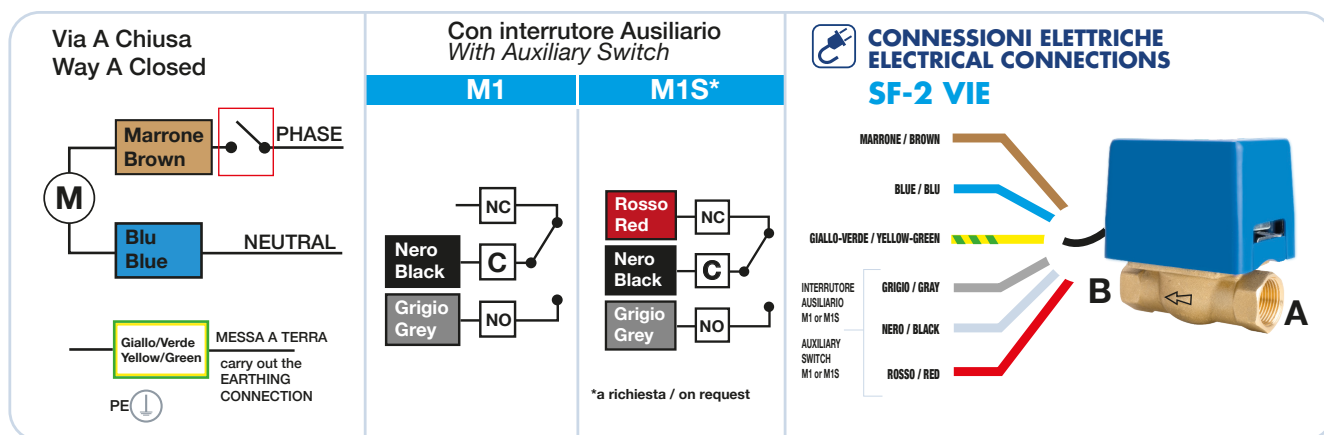 Via A Chiusa
Way A Closed
Marrone
Brown
PHASE
M
Blu
Blue
NEUTRAL
Giallo/Verde
Yellow/Green
MESSA A TERRA
carry out the
EARTHING
CONNECTION
PE
Con interrutore Ausiliario
With Auxiliary Switch
M1
NC
Nero
Black
C
Grigio
Grey
NO
M1S*
Rosso
Red
NC
Nero
Black
C
Grigio
Grey
NO
*a richiesta / on request
CONNESSIONI ELETTRICHE
ELECTRICAL CONNECTIONS
SF-2 VIE
MARRONE / BROWN
BLUE / BLU
GIALLO-VERDE / YELLOW-GREEN
INTERRUTORE
AUSILIARIO
M1 or M1S
AUXILIARY
SWITCH
M1 or M1S
GRIGIO / GRAY
NERO / BLACK
ROSSO / RED
B
A